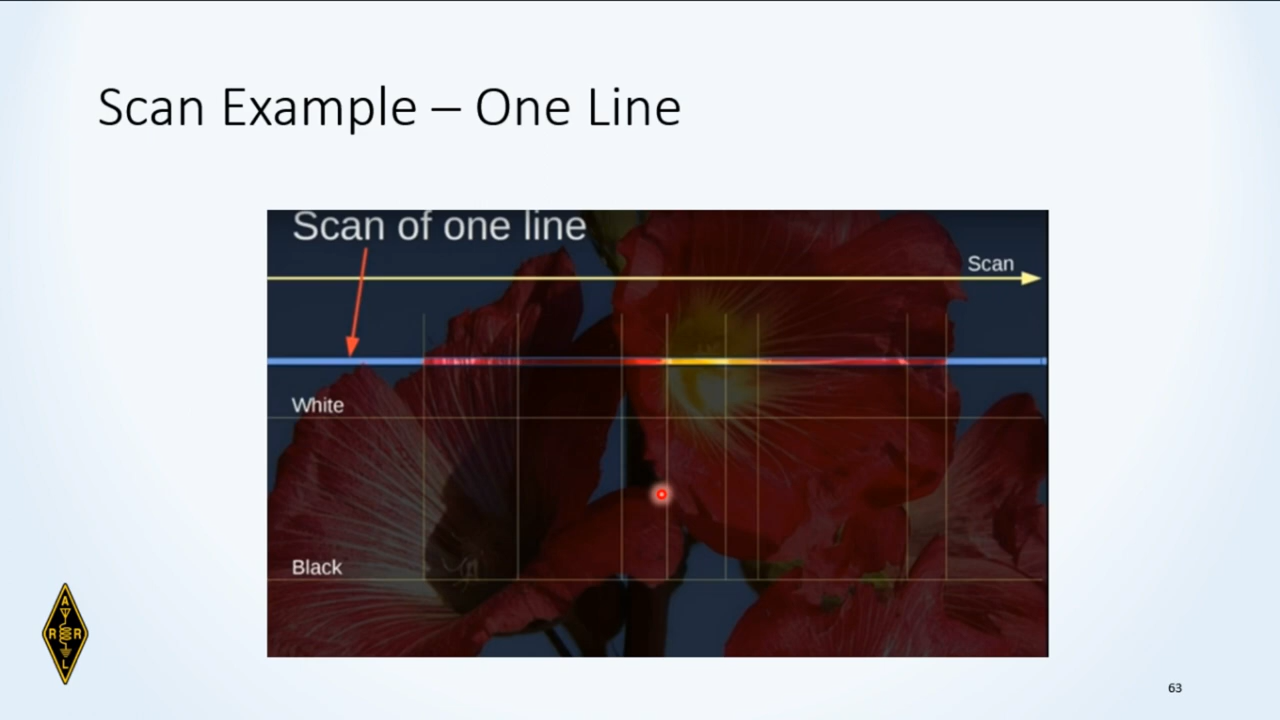 Scan Example – One Line
Scan of one line
Scan
White
Black
A
R R
L
63